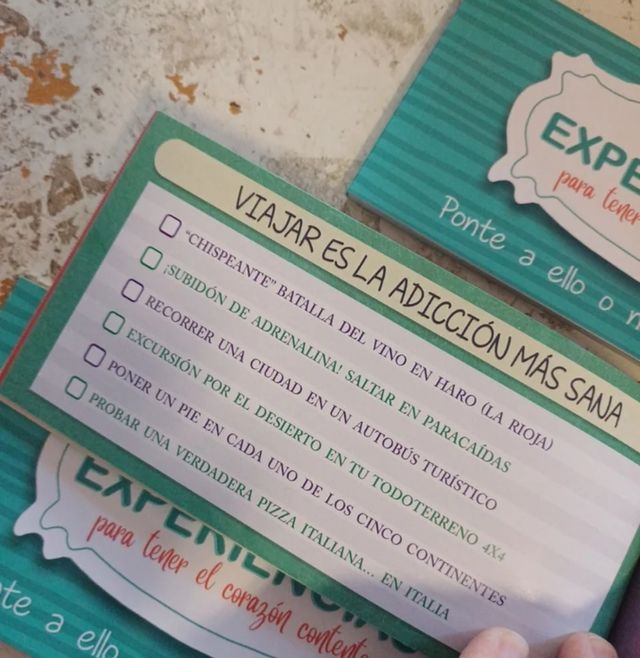 VIAJAR ES LA ADICCIÓN MÁS SANA
"CHISPEANTE" BATALLA DEL VINO EN HARO (LA RIOJA)
¡SUBIDÓN DE ADRENALINA! SALTAR EN PARACAÍDAS
RECORRER UNA CIUDAD EN UN AUTOBÚS TURÍSTICO
EXCURSIÓN POR EL DESIERTO EN TU TODOTERRENO 4X4
PONER UN PIE EN CADA UNO DE LOS CINCO CONTINENTES
PROBAR UNA VERDADERA PIZZA ITALIANA... EN ITALIA
EXPE
para tener
Ponte a ello o
EXPERIENCIAS
para tener el corazón content
a ello